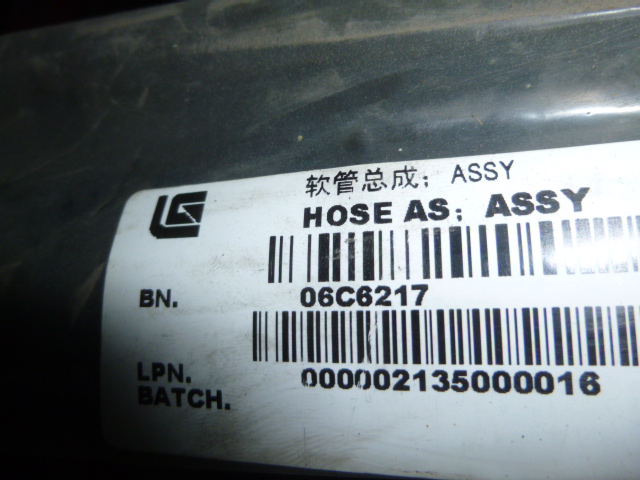 软管总成; ASSY
HOSE AS; ASSY
BN. 06C6217
LPN. 000002135000016
BATCH.